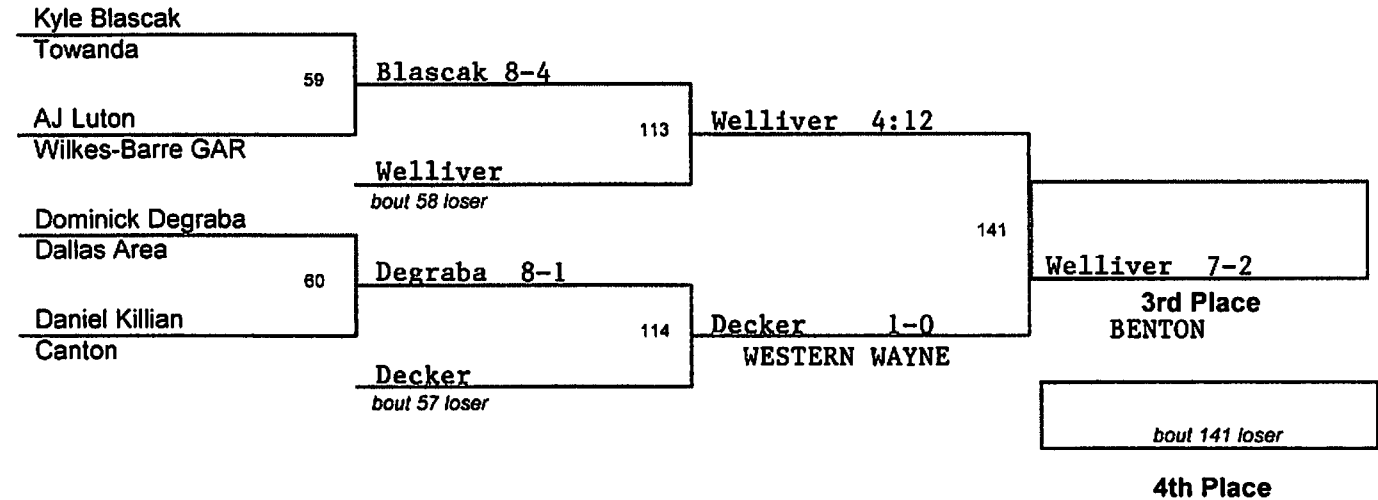 Kyle Blascak
Towanda
59
Blascak 8-4
AJ Luton
Wilkes-Barre GAR
113
Welliver 4:12
Welliver
bout 58 loser
Dominick Degraba
Dallas Area
141
60
Degraba 8-1
Welliver 7-2
3rd Place
BENTON
Daniel Killian
Canton
114
Decker 1-0
WESTERN WAYNE
Decker
bout 57 loser
bout 141 loser
4th Place